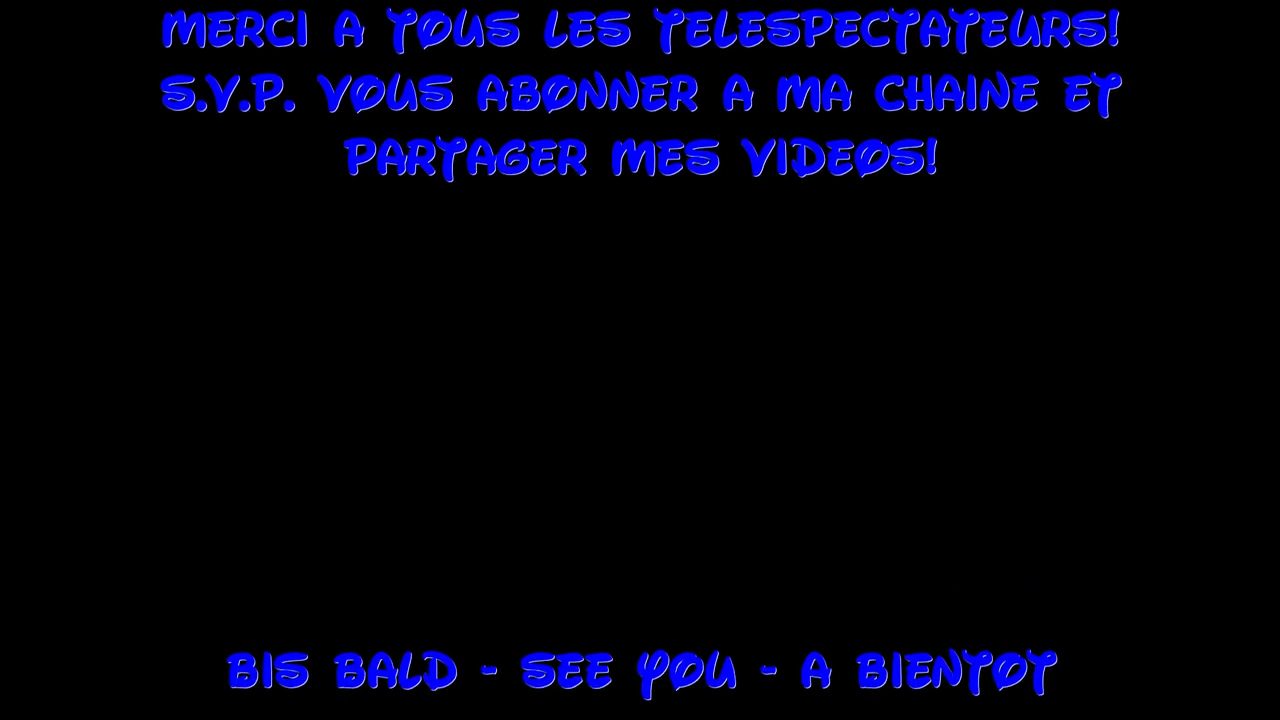 MERCI A TOUS LES TELESPECTATEURS!
S.V.P. VOUS ABONNER A MA CHAINE ET
PARTAGER MES VIDEOS!
BIS BALD - SEE YOU - A BIENTOT